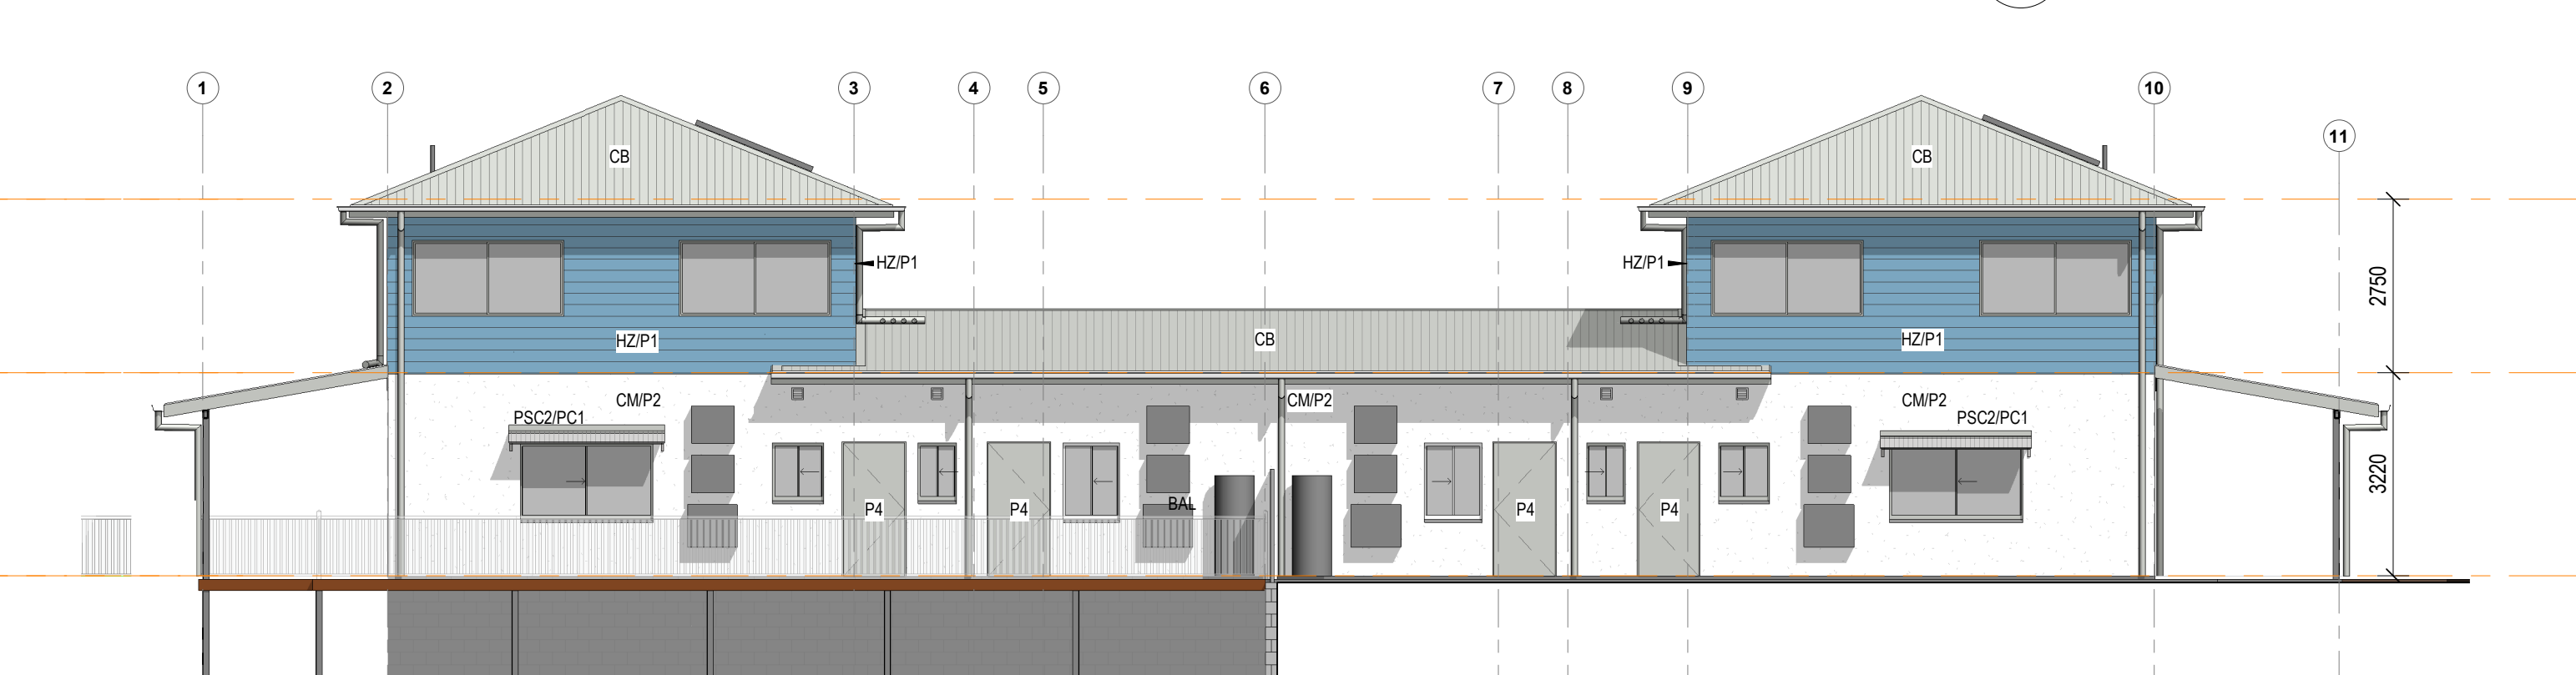 1
2
3
4
5
6
7
8
9
10
11
CB
CB
HZ/P1
HZ/P1
2750
HZ/P1
CB
HZ/P1
CM/P2
CM/P2
CM/P2
PSC2/PC1
PSC2/PC1
3220
BAL
P4
P4
P4
P4